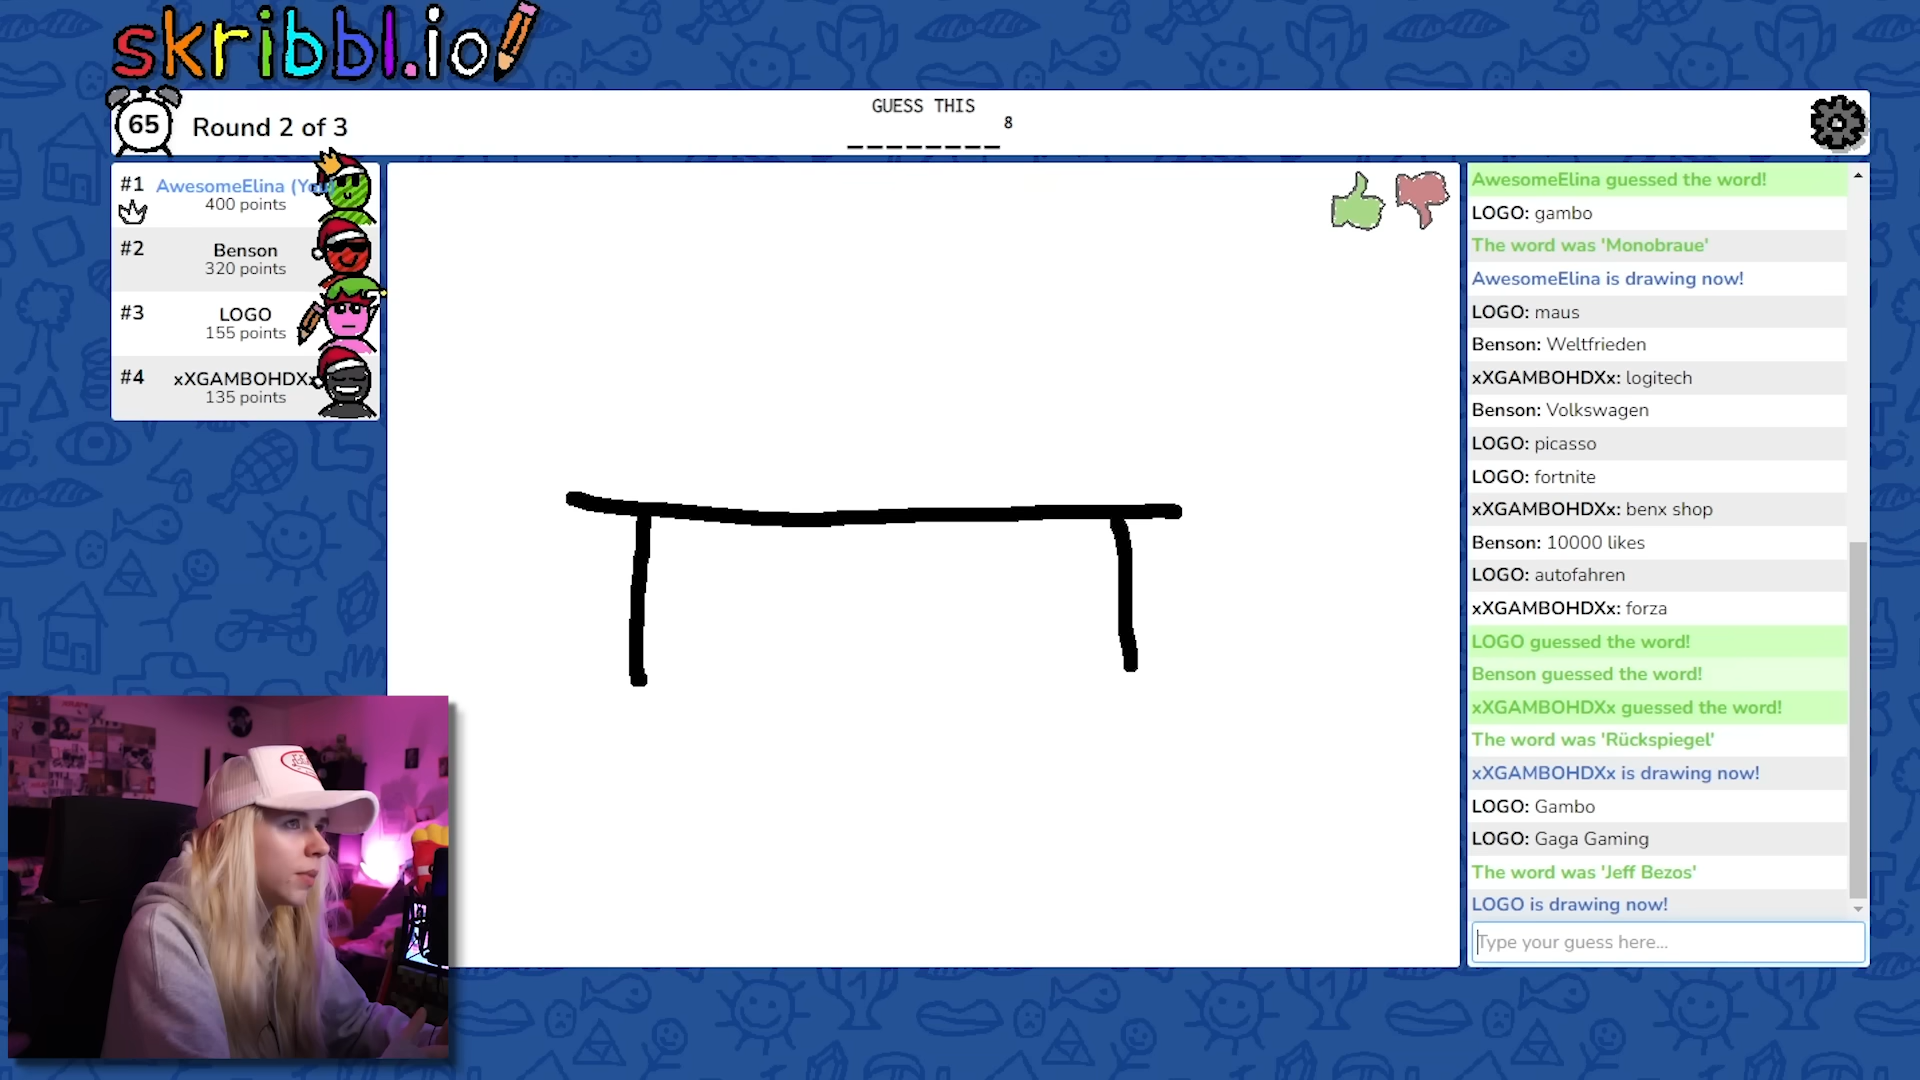 skribbl.io
65
Round 2 of 3
GUESS THIS
________ 8
#1 AwesomeElina (You)
400 points
#2 Benson
320 points
#3 LOGO
155 points
#4 xXGAMBOHDXx
135 points
AwesomeElina guessed the word!
LOGO: gambo
The word was 'Monobraue'
AwesomeElina is drawing now!
LOGO: maus
Benson: Weltfrieden
xXGAMBOHDXx: logitech
Benson: Volkswagen
LOGO: picasso
LOGO: fortnite
xXGAMBOHDXx: benx shop
Benson: 10000 likes
LOGO: autofahren
xXGAMBOHDXx: forza
LOGO guessed the word!
Benson guessed the word!
xXGAMBOHDXx guessed the word!
The word was 'Rückspiegel'
xXGAMBOHDXx is drawing now!
LOGO: Gambo
LOGO: Gaga Gaming
The word was 'Jeff Bezos'
LOGO is drawing now!
Type your guess here...